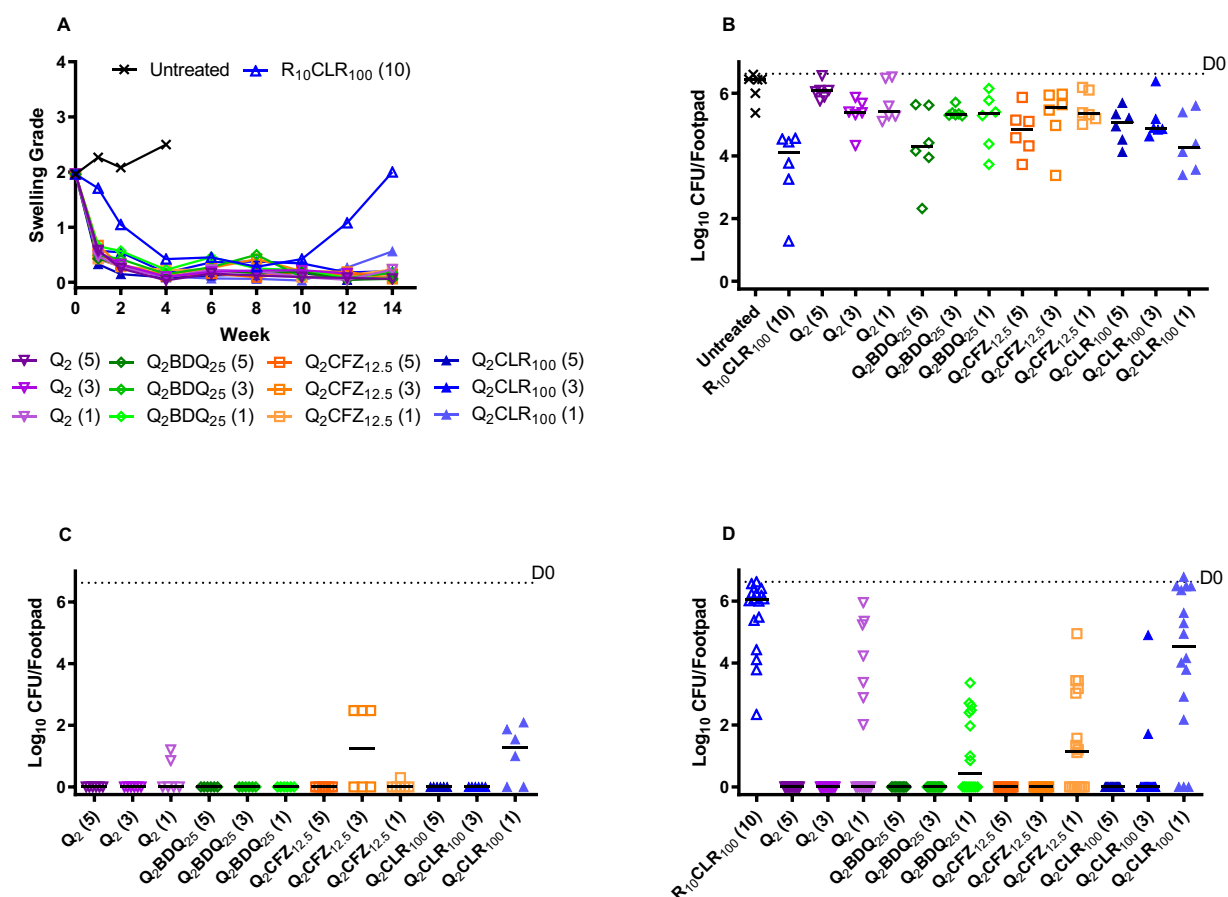 A
Untreated R₁₀CLR₁₀₀ (10)
Swelling Grade
4
3
2
1
0
0 2 4 6 8 10 12 14
Week
Q₂ (5) Q₂BDQ₂₅ (5) Q₂CFZ₁₂.₅ (5) Q₂CLR₁₀₀ (5)
Q₂ (3) Q₂BDQ₂₅ (3) Q₂CFZ₁₂.₅ (3) Q₂CLR₁₀₀ (3)
Q₂ (1) Q₂BDQ₂₅ (1) Q₂CFZ₁₂.₅ (1) Q₂CLR₁₀₀ (1)
B
D0
Log₁₀ CFU/Footpad
6
4
2
0
Untreated
R₁₀CLR₁₀₀ (10)
Q₂ (5)
Q₂ (3)
Q₂ (1)
Q₂BDQ₂₅ (5)
Q₂BDQ₂₅ (3)
Q₂BDQ₂₅ (1)
Q₂CFZ₁₂.₅ (5)
Q₂CFZ₁₂.₅ (3)
Q₂CFZ₁₂.₅ (1)
Q₂CLR₁₀₀ (5)
Q₂CLR₁₀₀ (3)
Q₂CLR₁₀₀ (1)
C
D0
Log₁₀ CFU/Footpad
6
4
2
0
Q₂ (5)
Q₂ (3)
Q₂ (1)
Q₂BDQ₂₅ (5)
Q₂BDQ₂₅ (3)
Q₂BDQ₂₅ (1)
Q₂CFZ₁₂.₅ (5)
Q₂CFZ₁₂.₅ (3)
Q₂CFZ₁₂.₅ (1)
Q₂CLR₁₀₀ (5)
Q₂CLR₁₀₀ (3)
Q₂CLR₁₀₀ (1)
D
D0
Log₁₀ CFU/Footpad
6
4
2
0
R₁₀CLR₁₀₀ (10)
Q₂ (5)
Q₂ (3)
Q₂ (1)
Q₂BDQ₂₅ (5)
Q₂BDQ₂₅ (3)
Q₂BDQ₂₅ (1)
Q₂CFZ₁₂.₅ (5)
Q₂CFZ₁₂.₅ (3)
Q₂CFZ₁₂.₅ (1)
Q₂CLR₁₀₀ (5)
Q₂CLR₁₀₀ (3)
Q₂CLR₁₀₀ (1)